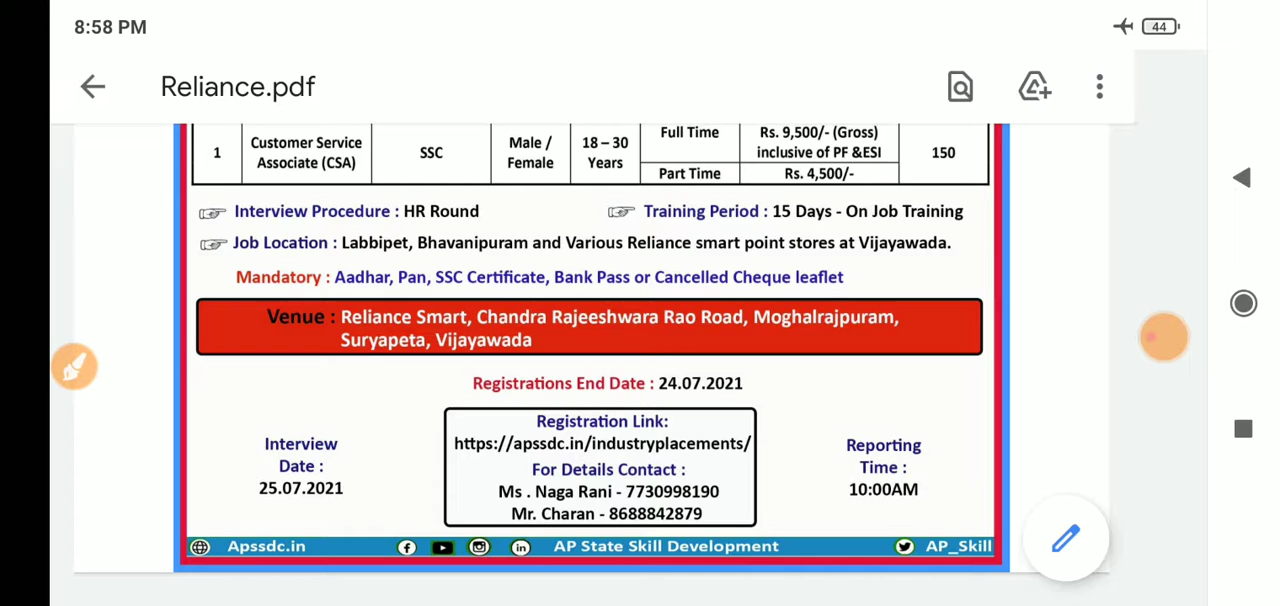 8:58 PM
44
Reliance.pdf
1
Customer Service
Associate (CSA)
SSC
Male /
Female
18 – 30
Years
Full Time
Rs. 9,500/- (Gross)
inclusive of PF &ESI
Part Time
Rs. 4,500/-
150
Interview Procedure : HR Round
Training Period : 15 Days - On Job Training
Job Location : Labbipet, Bhavanipuram and Various Reliance smart point stores at Vijayawada.
Mandatory : Aadhar, Pan, SSC Certificate, Bank Pass or Cancelled Cheque leaflet
Venue : Reliance Smart, Chandra Rajeeshwara Rao Road, Moghalrajpuram,
Suryapeta, Vijayawada
Registrations End Date : 24.07.2021
Interview
Date :
25.07.2021
Registration Link:
https://apssdc.in/industryplacements/
For Details Contact :
Ms . Naga Rani - 7730998190
Mr. Charan - 8688842879
Reporting
Time :
10:00AM
Apssdc.in
AP State Skill Development
AP_Skill